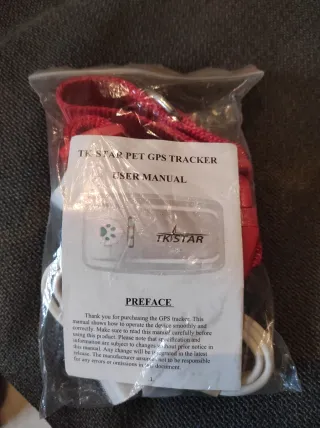 TK STAR PET GPS TRACKER
USER MANUAL
TKSTAR
PREFACE
Thank you for purchasing the GPS tracker. This
manual shows how to operate the device smoothly and
correctly. Make sure to read this manual carefully before
using this product. Please note that specification and
information are subject to changes without prior notice in
this manual. Any change will be integrated in the latest
release. The manufacturer assumes not to be responsible
for any errors or omissions in this document.
1